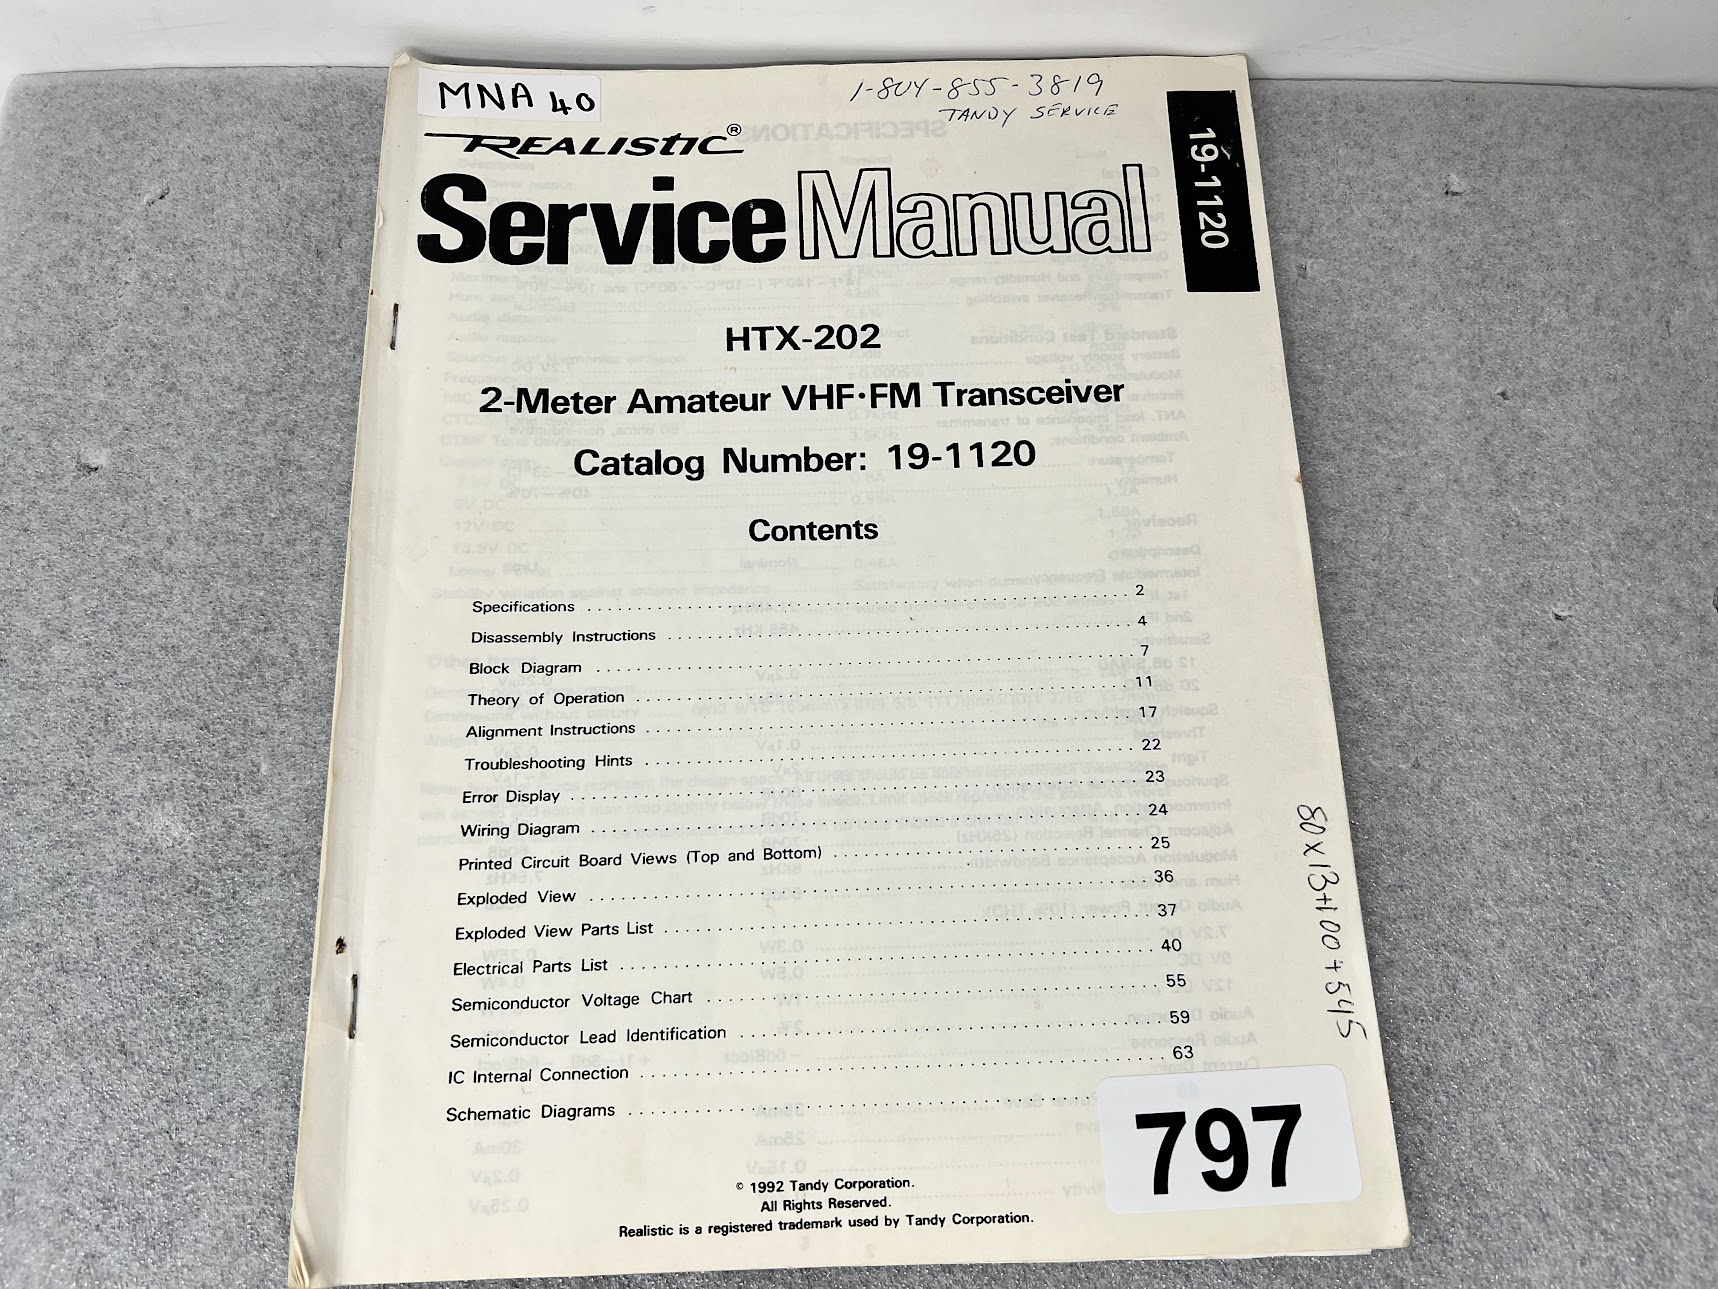 MNA 40
1-804-855-3819
TANDY SERVICE
REALISTIC®
Service Manual
19-1120
HTX-202
2-Meter Amateur VHF·FM Transceiver
Catalog Number: 19-1120
Contents
Specifications 2
Disassembly Instructions 4
Block Diagram 7
Theory of Operation 11
Alignment Instructions 17
Troubleshooting Hints 22
Error Display 23
Wiring Diagram 24
Printed Circuit Board Views (Top and Bottom) 25
Exploded View 36
Exploded View Parts List 37
Electrical Parts List 40
Semiconductor Voltage Chart 55
Semiconductor Lead Identification 59
IC Internal Connection 63
Schematic Diagrams
80x13+100+545
797
© 1992 Tandy Corporation.
All Rights Reserved.
Realistic is a registered trademark used by Tandy Corporation.